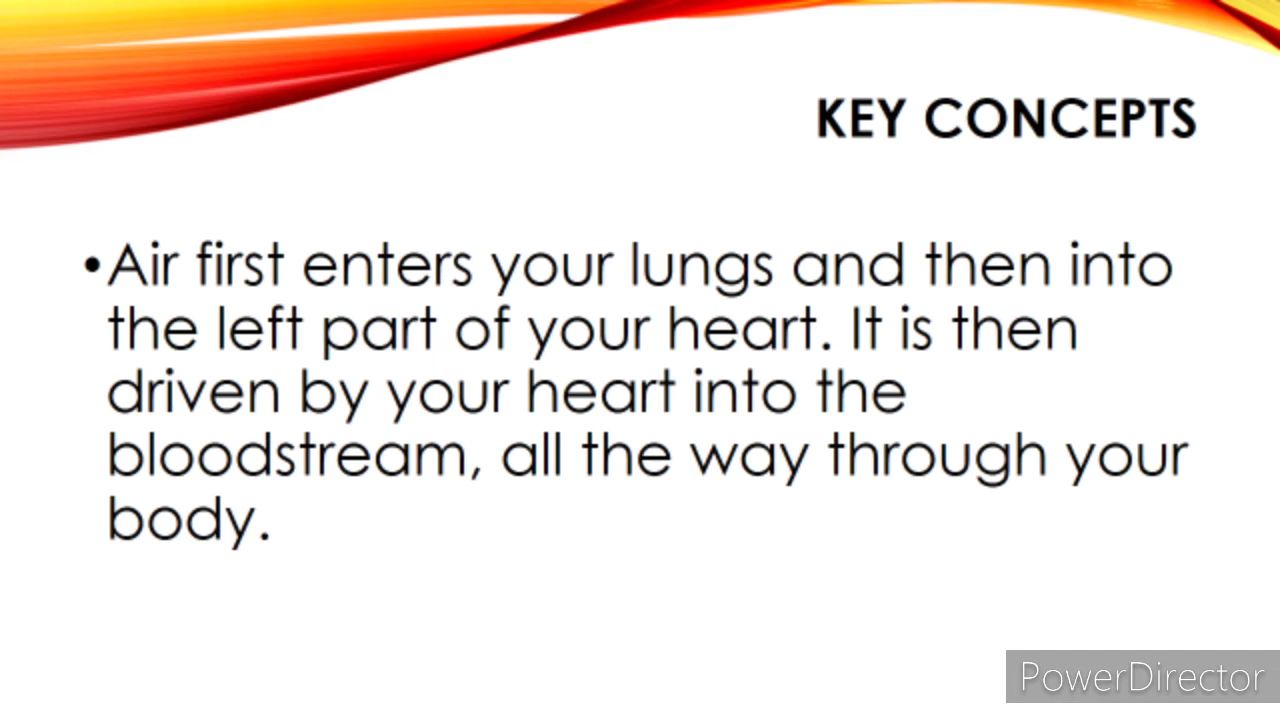 KEY CONCEPTS
•Air first enters your lungs and then into
the left part of your heart. It is then
driven by your heart into the
bloodstream, all the way through your
body.
PowerDirector